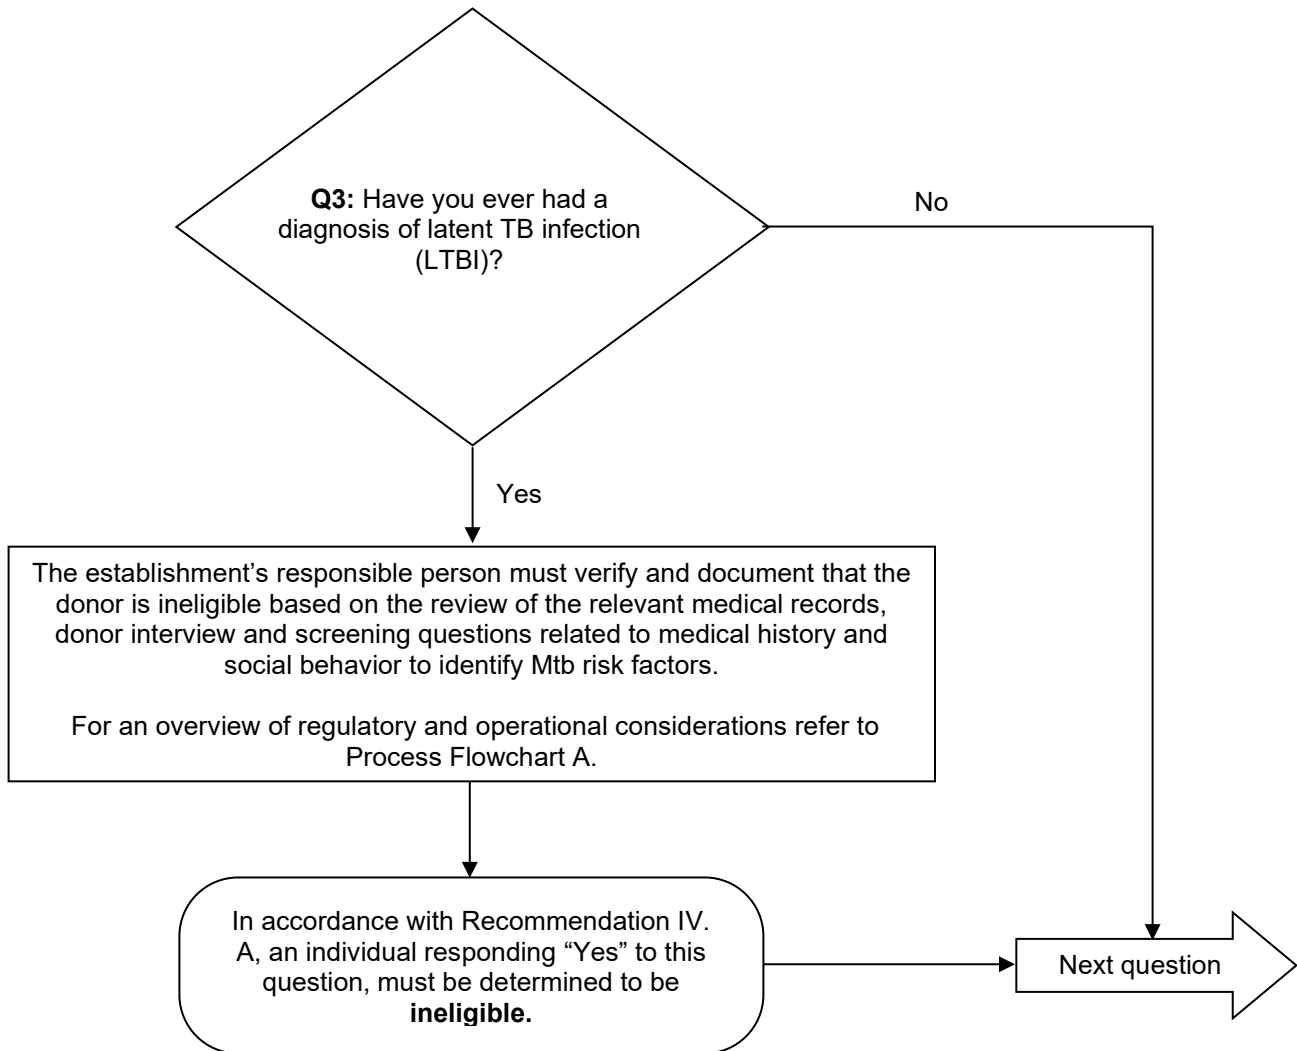 Q3: Have you ever had a
diagnosis of latent TB infection
(LTBI)?
No
Yes
The establishment’s responsible person must verify and document that the
donor is ineligible based on the review of the relevant medical records,
donor interview and screening questions related to medical history and
social behavior to identify Mtb risk factors.
For an overview of regulatory and operational considerations refer to
Process Flowchart A.
In accordance with Recommendation IV.
A, an individual responding “Yes” to this
question, must be determined to be
ineligible.
Next question